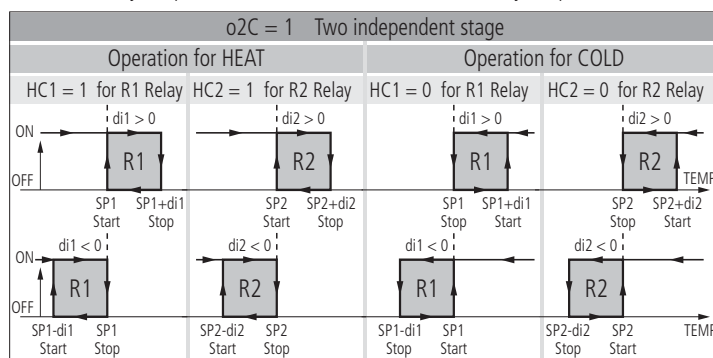 o2C = 1 Two independent stage
Operation for HEAT Operation for COLD
HC1 = 1 for R1 Relay HC2 = 1 for R2 Relay HC1 = 0 for R1 Relay HC2 = 0 for R2 Relay
di1 > 0 di2 > 0 di1 > 0 di2 > 0
ON
R1 R2 R1 R2
OFF TEMP
SP1 SP1+di1 SP2 SP2+di2 SP1 SP1+di1 SP2 SP2+di2
Start Stop Start Stop Stop Start Stop Start
di1 < 0 di2 < 0 di1 < 0 di2 < 0
ON
R1 R2 R1 R2
OFF TEMP
SP1-di1 SP1 SP2-di2 SP2 SP1-di1 SP1 SP2-di2 SP2
Start Stop Start Stop Stop Start Stop Start